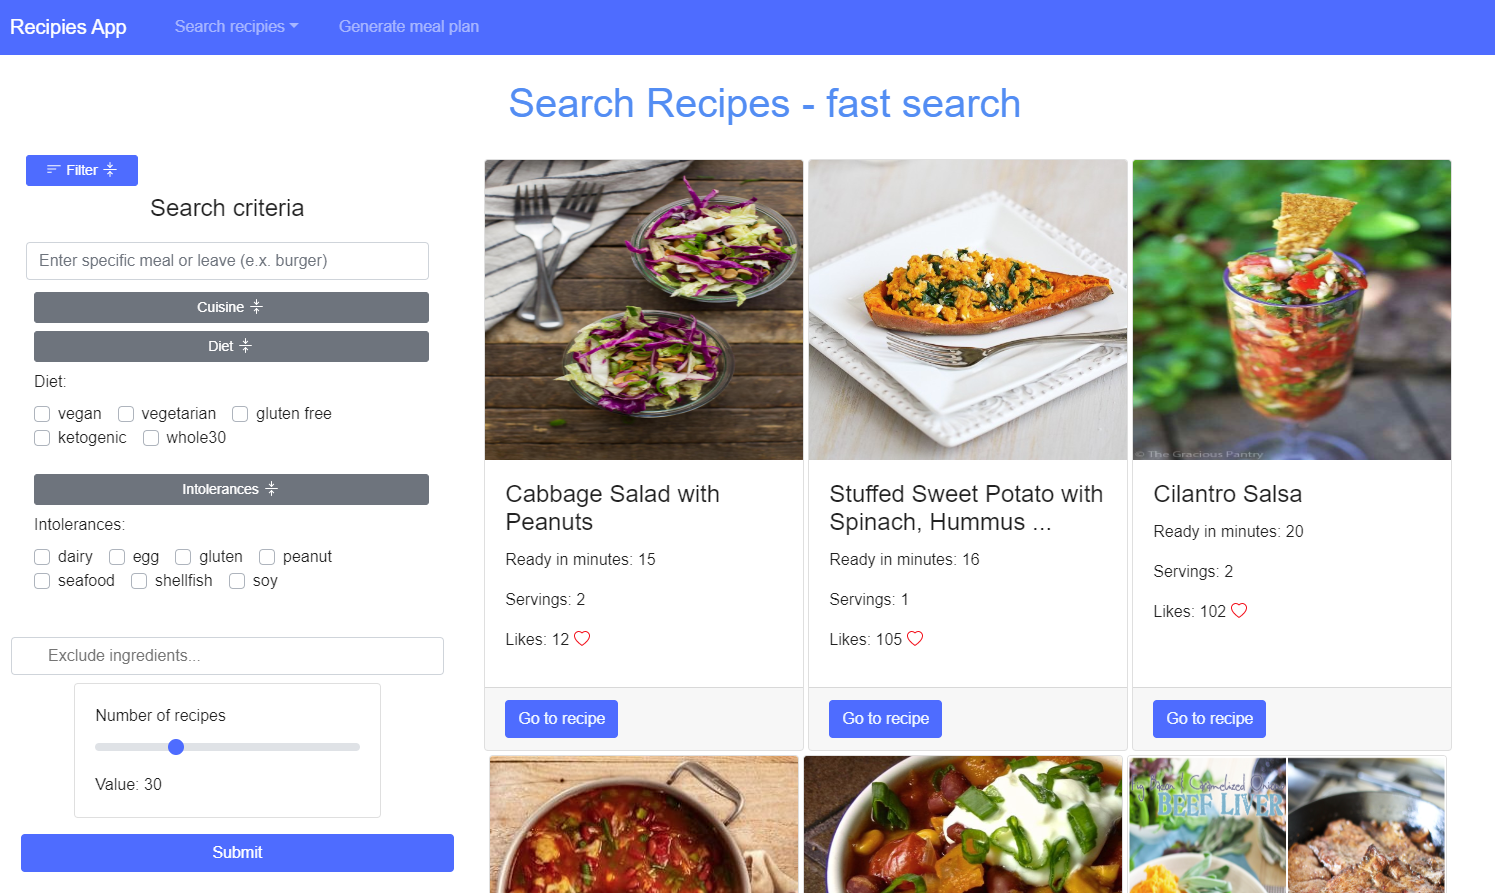 Recipies App
Search recipies
Generate meal plan
Search Recipes - fast search
Filter
Search criteria
Enter specific meal or leave (e.x. burger)
Cuisine
Diet
Diet:
vegan vegetarian gluten free
ketogenic whole30
Intolerances
Intolerances:
dairy egg gluten peanut
seafood shellfish soy
Exclude ingredients...
Number of recipes
Value: 30
Submit
© The Gracious Pantry
Cabbage Salad with
Peanuts
Ready in minutes: 15
Servings: 2
Likes: 12
Go to recipe
Stuffed Sweet Potato with
Spinach, Hummus ...
Ready in minutes: 16
Servings: 1
Likes: 105
Go to recipe
Cilantro Salsa
Ready in minutes: 20
Servings: 2
Likes: 102
Go to recipe
BEEF LIVER